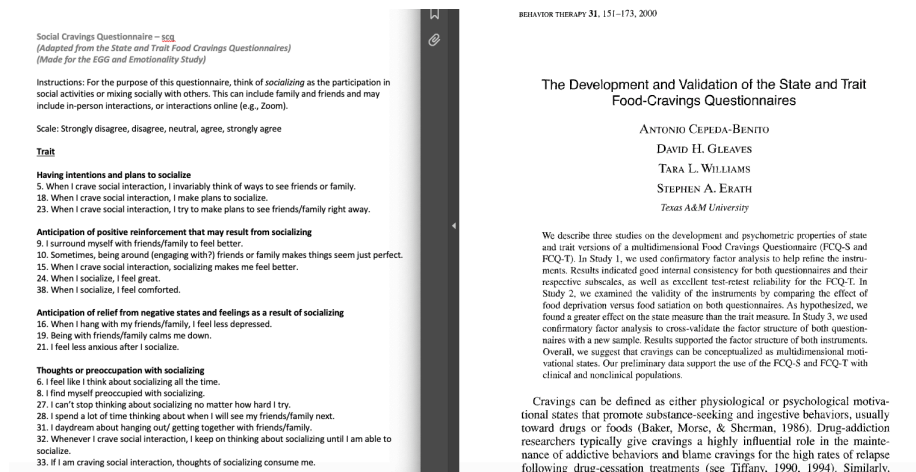 Social Cravings Questionnaire – scq
(Adapted from the State and Trait Food Cravings Questionnaires)
(Made for the EGG and Emotionality Study)
Instructions: For the purpose of this questionnaire, think of socializing as the participation in
social activities or mixing socially with others. This can include family and friends and may
include in-person interactions, or interactions online (e.g., Zoom).
Scale: Strongly disagree, disagree, neutral, agree, strongly agree
Trait
Having intentions and plans to socialize
5. When I crave social interaction, I invariably think of ways to see friends or family.
18. When I crave social interaction, I make plans to socialize.
23. When I crave social interaction, I try to make plans to see friends/family right away.
Anticipation of positive reinforcement that may result from socializing
9. I surround myself with friends/family to feel better.
10. Sometimes, being around (engaging with?) friends or family makes things seem just perfect.
15. When I crave social interaction, socializing makes me feel better.
24. When I socialize, I feel great.
38. When I socialize, I feel comforted.
Anticipation of relief from negative states and feelings as a result of socializing
16. When I hang with my friends/family, I feel less depressed.
19. Being with friends/family calms me down.
21. I feel less anxious after I socialize.
Thoughts or preoccupation with socializing
6. I feel like I think about socializing all the time.
8. I find myself preoccupied with socializing.
27. I can't stop thinking about socializing no matter how hard I try.
28. I spend a lot of time thinking about when I will see my friends/family next.
31. I daydream about hanging out/ getting together with friends/family.
32. Whenever I crave social interaction, I keep on thinking about socializing until I am able to
socialize.
33. If I am craving social interaction, thoughts of socializing consume me.
BEHAVIOR THERAPY 31, 151–173, 2000
The Development and Validation of the State and Trait
Food-Cravings Questionnaires
ANTONIO CEPEDA-BENITO
DAVID H. GLEAVES
TARA L. WILLIAMS
STEPHEN A. ERATH
Texas A&M University
We describe three studies on the development and psychometric properties of state
and trait versions of a multidimensional Food Cravings Questionnaire (FCQ-S and
FCQ-T). In Study 1, we used confirmatory factor analysis to help refine the instru-
ments. Results indicated good internal consistency for both questionnaires and their
respective subscales, as well as excellent test-retest reliability for the FCQ-T. In
Study 2, we examined the validity of the instruments by comparing the effect of
food deprivation versus food satiation on both questionnaires. As hypothesized, we
found a greater effect on the state measure than the trait measure. In Study 3, we used
confirmatory factor analysis to cross-validate the factor structure of both question-
naires with a new sample. Results supported the factor structure of both instruments.
Overall, we suggest that cravings can be conceptualized as multidimensional moti-
vational states. Our preliminary data support the use of the FCQ-S and FCQ-T with
clinical and nonclinical populations.
Cravings can be defined as either physiological or psychological motiva-
tional states that promote substance-seeking and ingestive behaviors, usually
toward drugs or foods (Baker, Morse, & Sherman, 1986). Drug-addiction
researchers typically give cravings a highly influential role in the mainte-
nance of addictive behaviors and blame cravings for the high rates of relapse
following drug-cessation treatments (see Tiffany, 1990, 1994). Similarly,